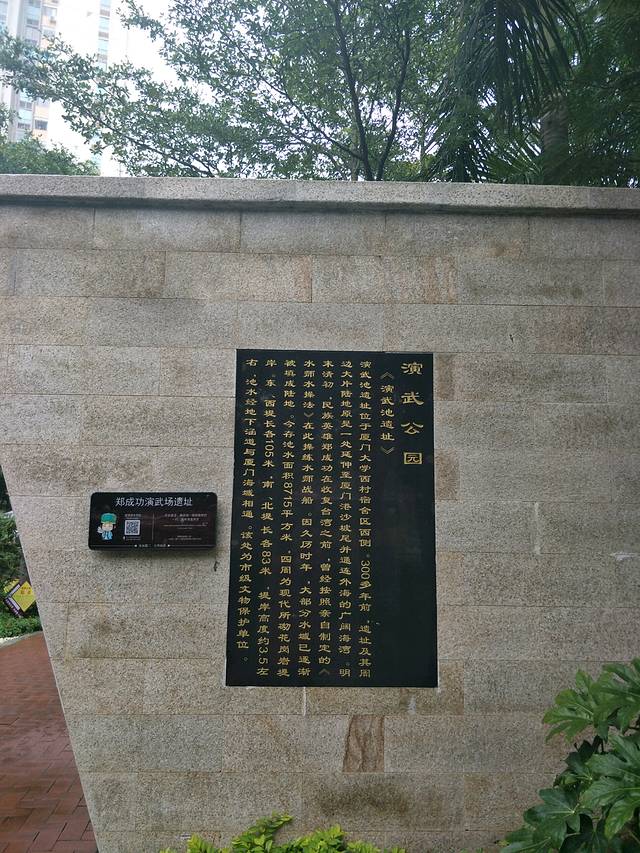 演武公园
《演武池遗址》
演武池遗址位于厦门大学西村宿舍区西侧。300多年前，遗址及其周
边大片陆地原是一处延伸至厦门港沙坡尾并通连外海的广阔海湾。明
末清初，民族英雄郑成功在收复台湾之前，曾经按照亲自制定的《
水师水操法》在此操练水师战船。因久历时年，大部分水域已逐渐
被填成陆地。今存池水面积8715平方米，四周为现代所砌花岗岩堤
岸。东、西堤长各105米，南、北堤长各83米，堤岸高度约3.5左
右，池水经地下涵道与厦门海域相通。该处为市级文物保护单位。
郑成功演武场遗址